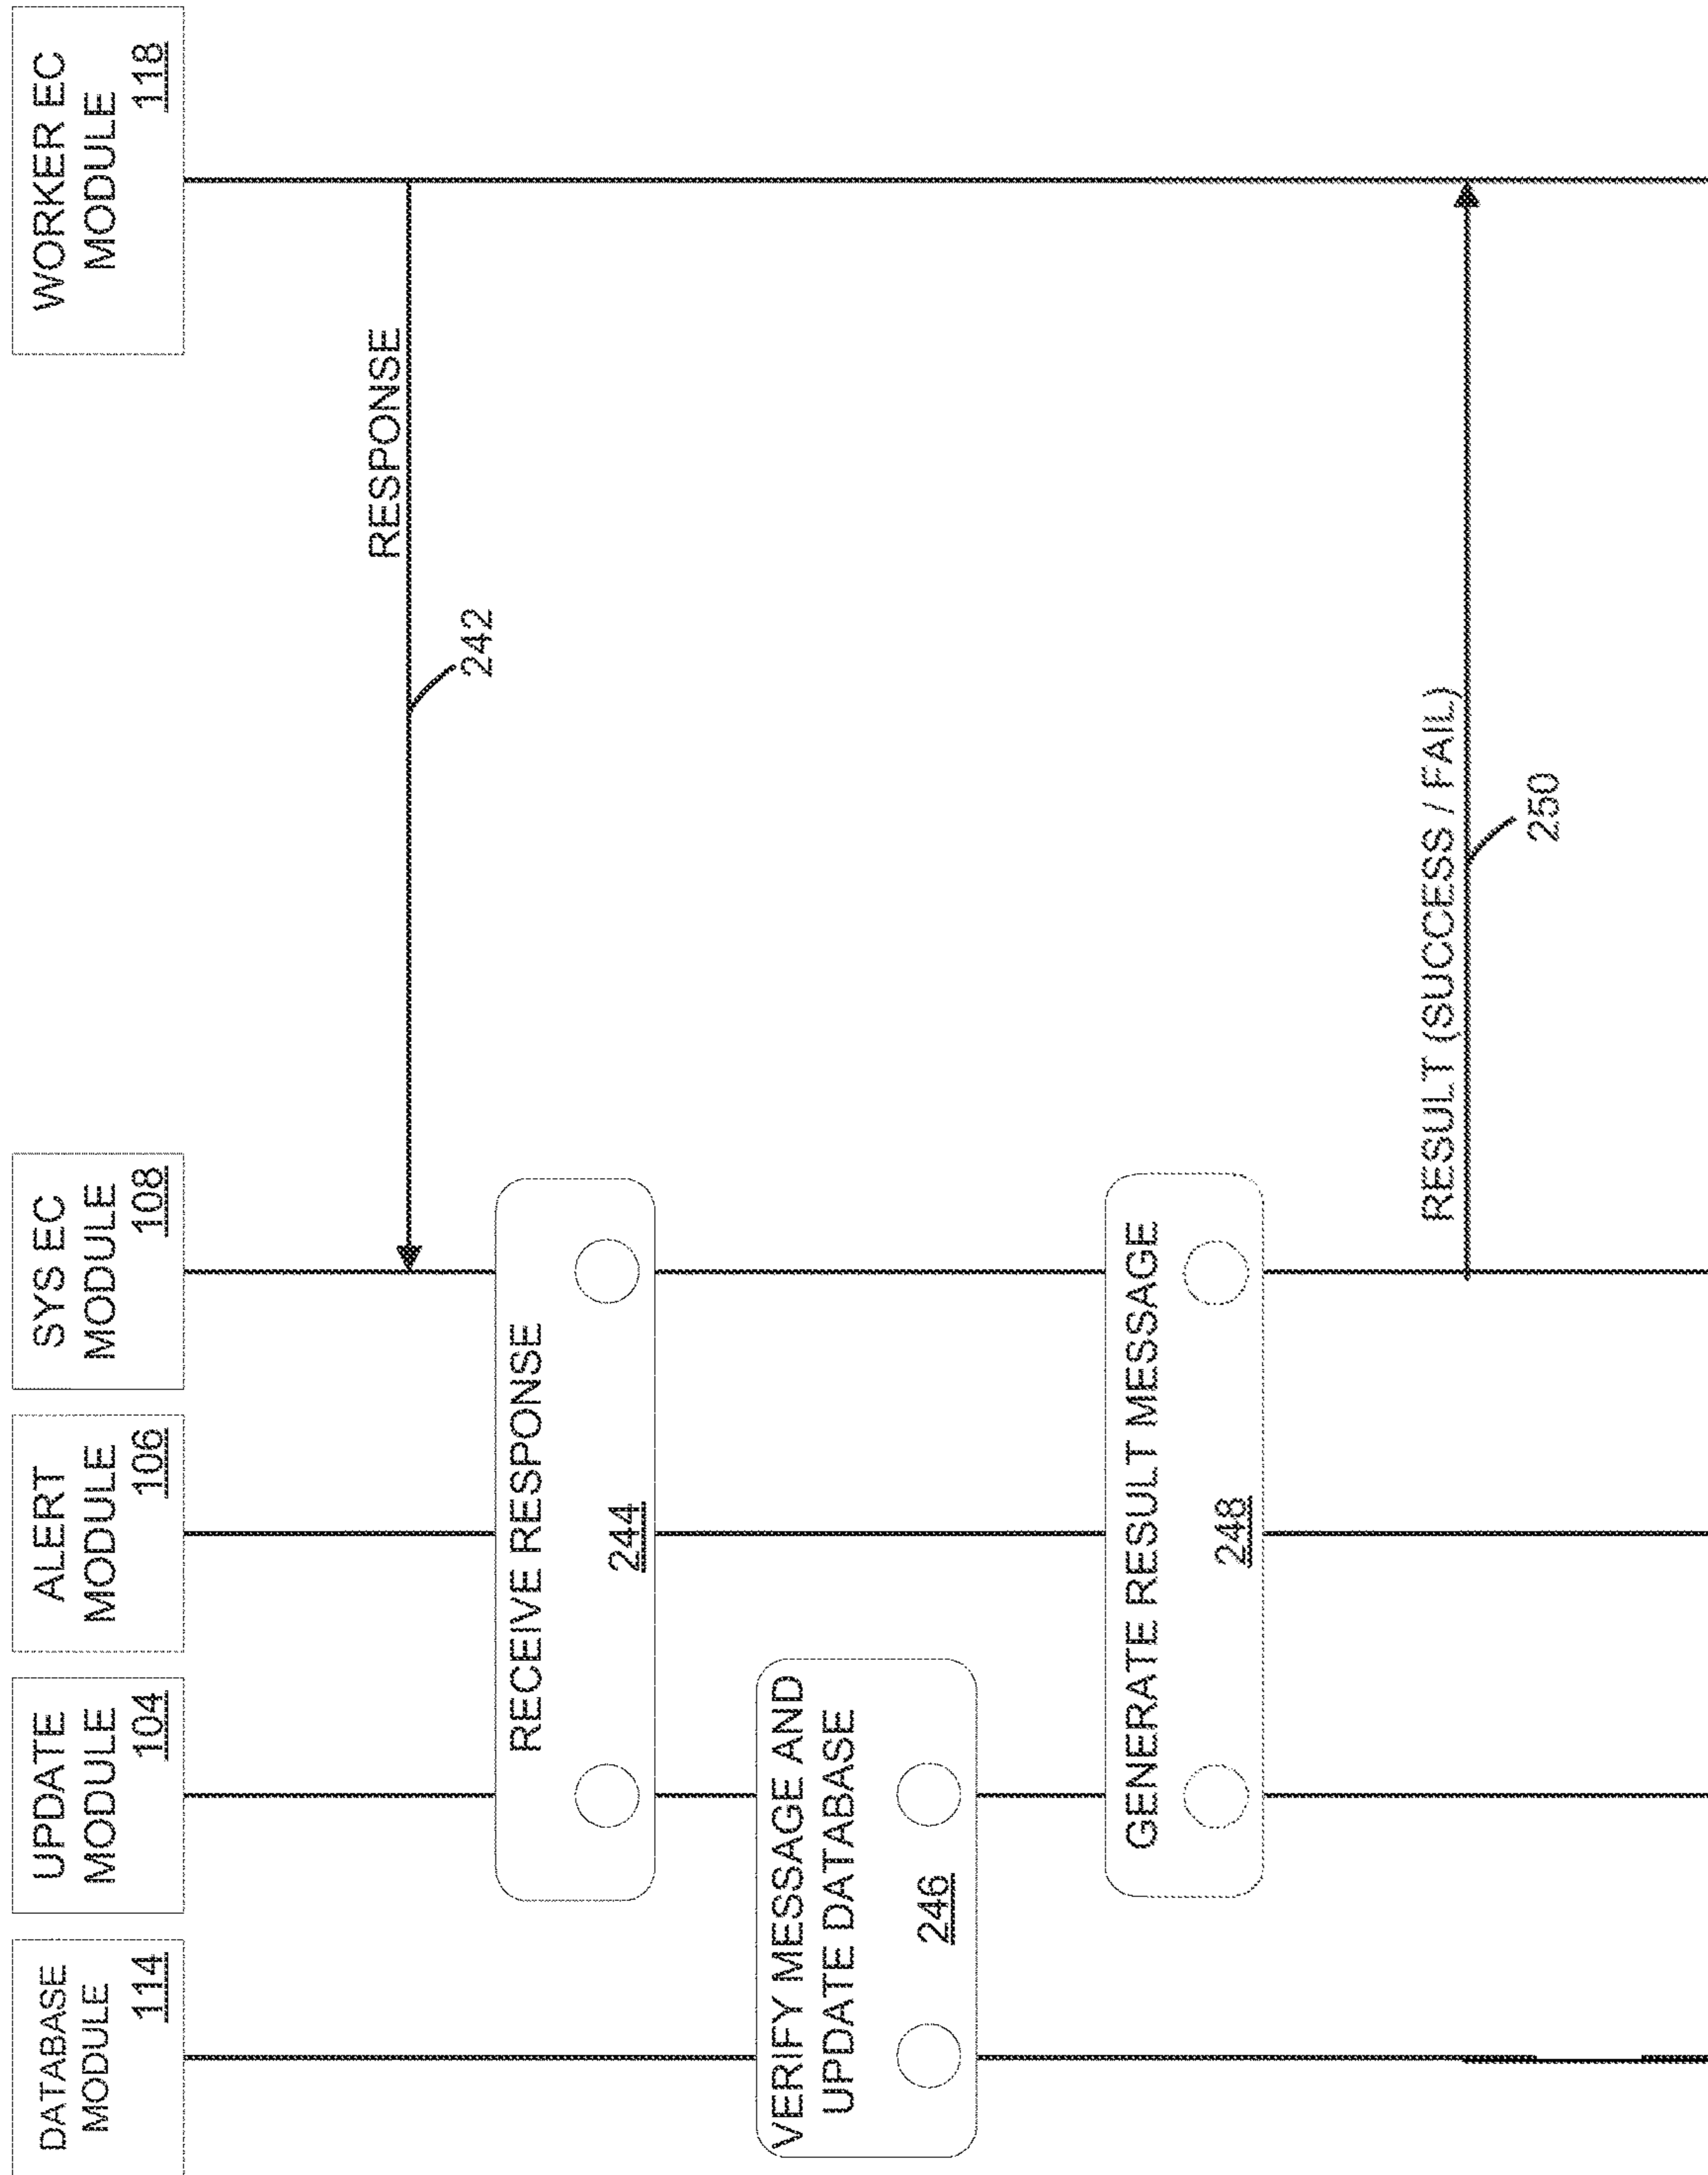 DATABASE
MODULE
114
UPDATE
MODULE
104
ALERT
MODULE
106
SYS EC
MODULE
108
WORKER EC
MODULE
118
RESPONSE
242
RECEIVE RESPONSE
244
VERIFY MESSAGE AND
UPDATE DATABASE
246
GENERATE RESULT MESSAGE
248
RESULT (SUCCESS / FAIL)
250